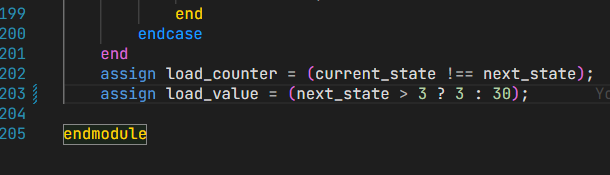 199 end
200 endcase
201 end
202 assign load_counter = (current_state !== next_state);
203 assign load_value = (next_state > 3 ? 3 : 30);
204
205 endmodule